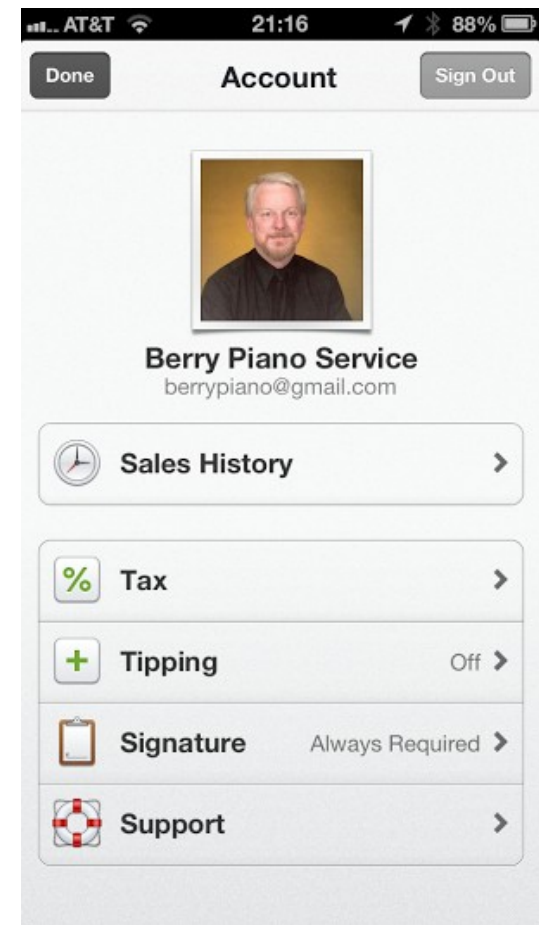 AT&T 21:16 88%
Done Account Sign Out
Berry Piano Service
berrypiano@gmail.com
Sales History
% Tax
+ Tipping Off
Signature Always Required
Support